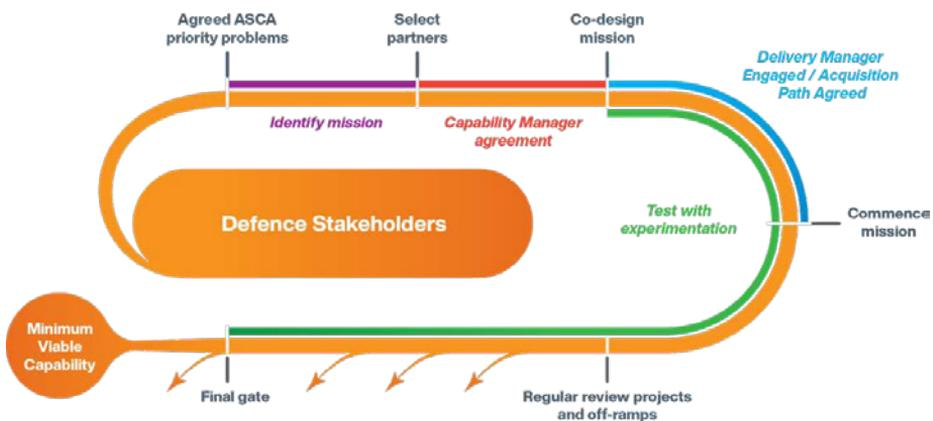 Agreed ASCA
priority problems
Select
partners
Co-design
mission
Delivery Manager
Engaged / Acquisition
Path Agreed
Identify mission
Capability Manager
agreement
Defence Stakeholders
Test with
experimentation
Commence
mission
Minimum
Viable
Capability
Final gate
Regular review projects
and off-ramps